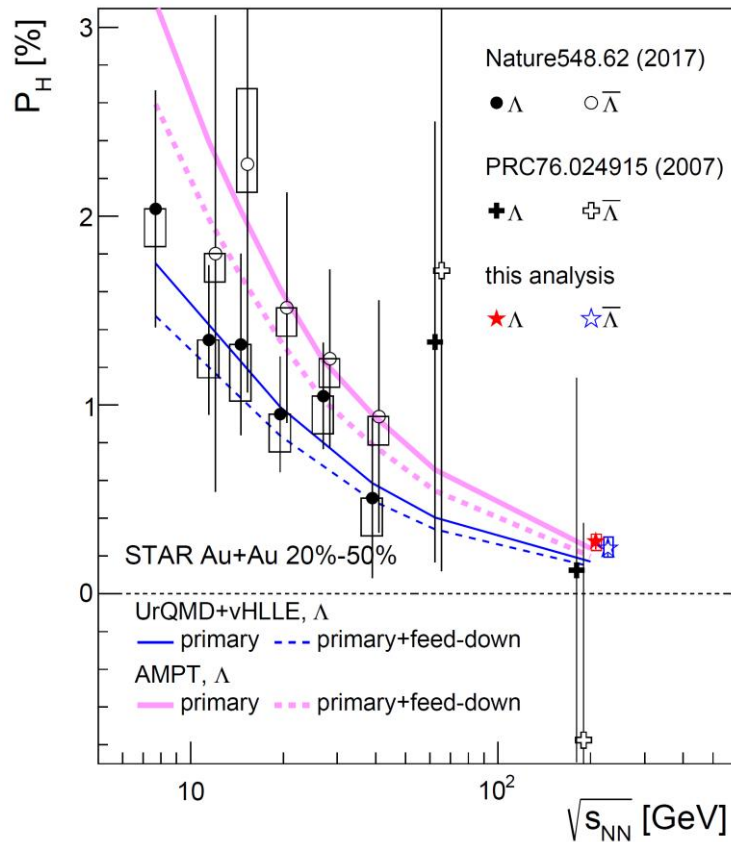 P_H [%]
3
2
1
0
10
10²
√s_NN [GeV]
Nature548.62 (2017)
Λ Λ̅
PRC76.024915 (2007)
Λ Λ̅
this analysis
Λ Λ̅
STAR Au+Au 20%-50%
UrQMD+vHLLE, Λ
primary primary+feed-down
AMPT, Λ
primary primary+feed-down